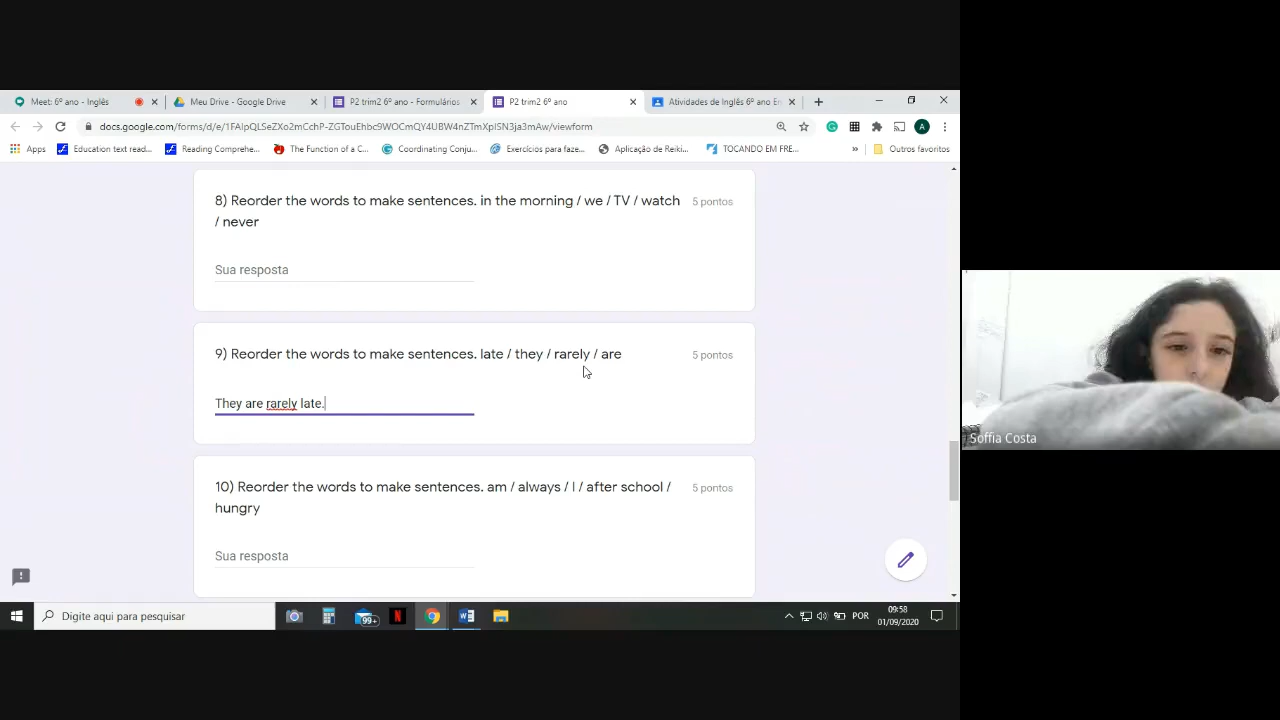 Meet: 6º ano - Inglês
Meu Drive - Google Drive
P2 trim2 6º ano - Formulários
P2 trim2 6º ano
Atividades de Inglês 6º ano En
docs.google.com/forms/d/e/1FAIpQLSeZXo2mCchP-ZGTouEhbc9WOCmQY4UBW4nZTmXpISN3ja3mAw/viewform
A
Apps
Education text read...
Reading Comprehe...
The Function of a C...
Coordinating Conju...
Exercícios para faze...
Aplicação de Reiki...
TOCANDO EM FRE...
»
Outros favoritos
8) Reorder the words to make sentences. in the morning / we / TV / watch
/ never
5 pontos
Sua resposta
9) Reorder the words to make sentences. late / they / rarely / are
5 pontos
They are rarely late.
10) Reorder the words to make sentences. am / always / I / after school /
hungry
5 pontos
Sua resposta
Soffia Costa
Digite aqui para pesquisar
99+
N
W
POR
09:58
01/09/2020